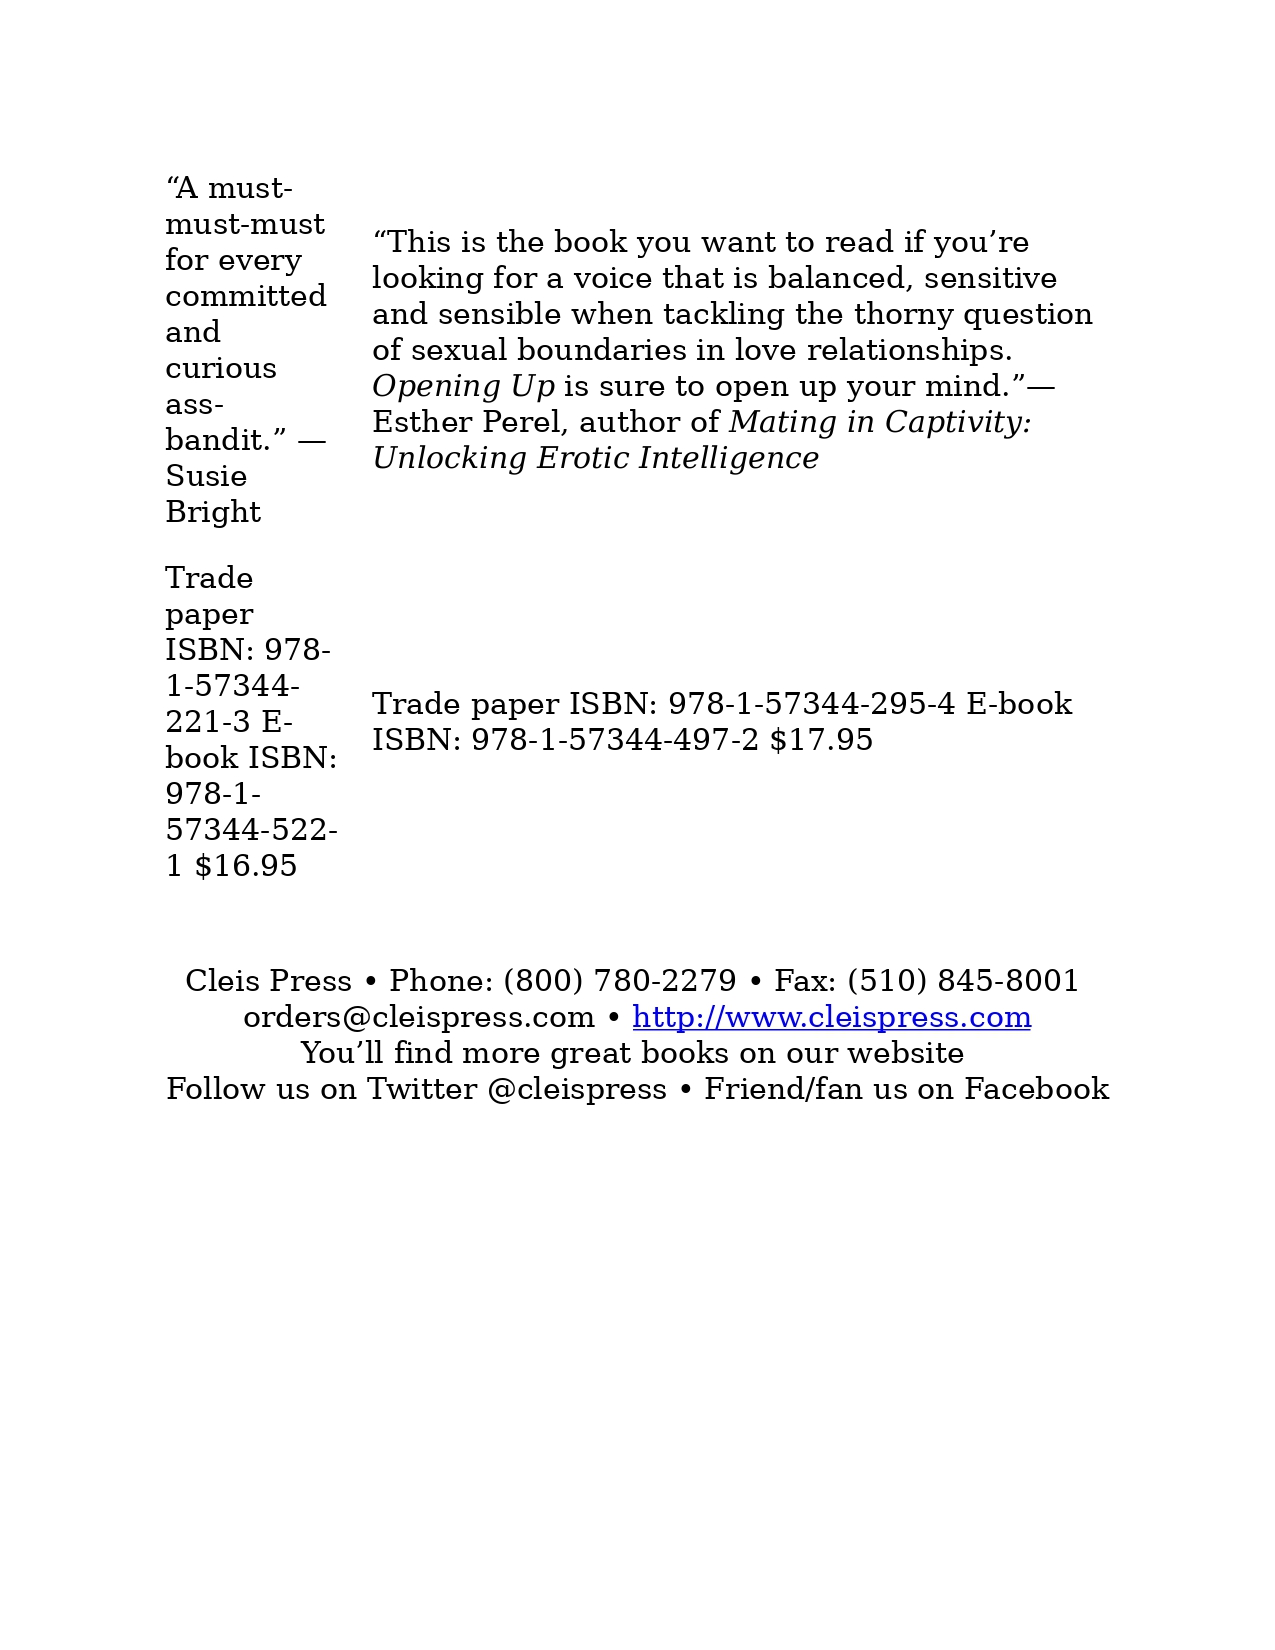 “A must-
must-must
for every
committed
and
curious
ass-
bandit.” —
Susie
Bright
“This is the book you want to read if you’re
looking for a voice that is balanced, sensitive
and sensible when tackling the thorny question
of sexual boundaries in love relationships.
Opening Up is sure to open up your mind.”—
Esther Perel, author of Mating in Captivity:
Unlocking Erotic Intelligence
Trade
paper
ISBN: 978-
1-57344-
221-3 E-
book ISBN:
978-1-
57344-522-
1 $16.95
Trade paper ISBN: 978-1-57344-295-4 E-book
ISBN: 978-1-57344-497-2 $17.95
Cleis Press • Phone: (800) 780-2279 • Fax: (510) 845-8001
orders@cleispress.com • http://www.cleispress.com
You’ll find more great books on our website
Follow us on Twitter @cleispress • Friend/fan us on Facebook